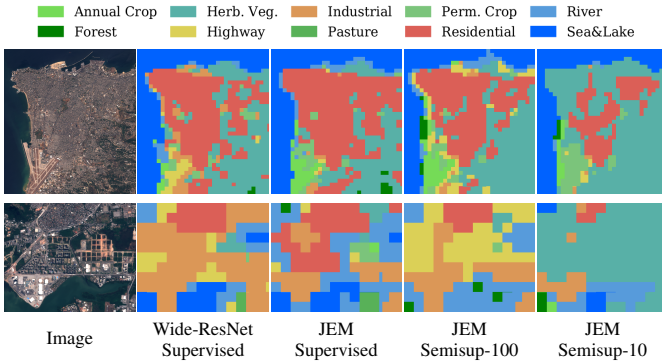 Annual Crop Herb. Veg. Industrial Perm. Crop River
Forest Highway Pasture Residential Sea&Lake
Image Wide-ResNet JEM JEM JEM
Supervised Supervised Semisup-100 Semisup-10